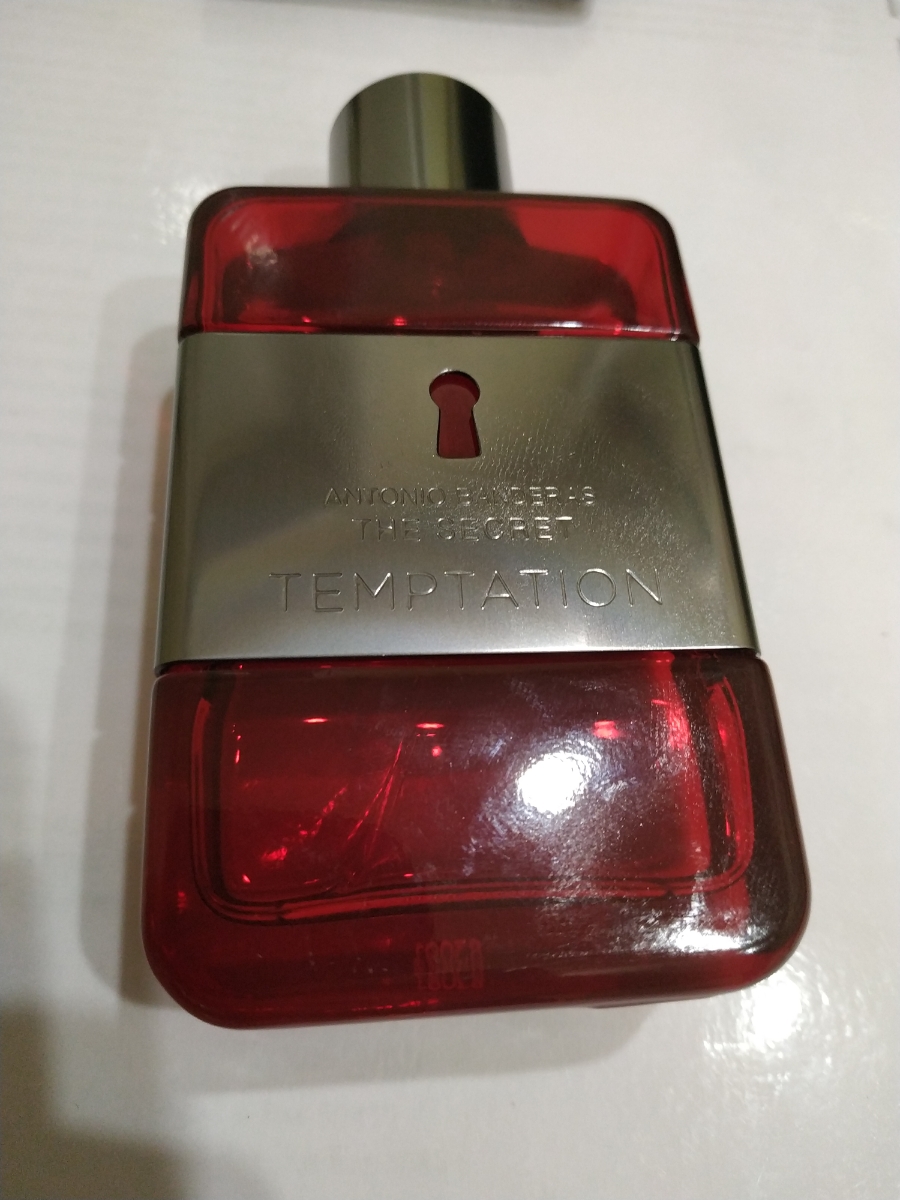 ANTONIO BANDERAS
THE SECRET
TEMPTATION